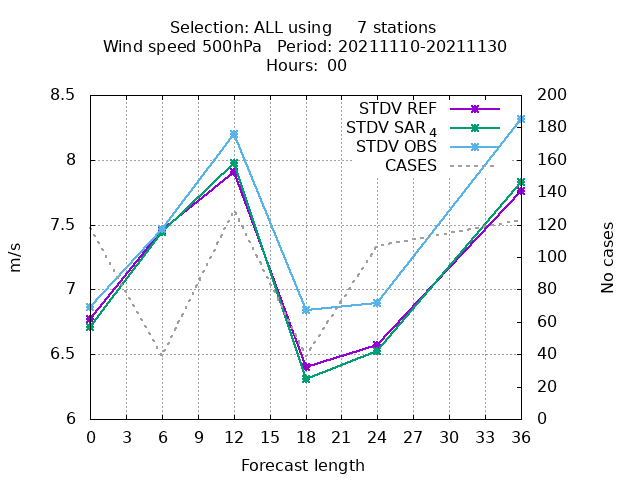 Selection: ALL using     7 stations
Wind speed 500hPa   Period: 20211110-20211130
Hours:  00
STDV REF
STDV SAR4
STDV OBS
CASES
8.5
8
7.5
7
6.5
6
200
180
160
140
120
100
80
60
40
20
0
m/s
No cases
0 3 6 9 12 15 18 21 24 27 30 33 36
Forecast length